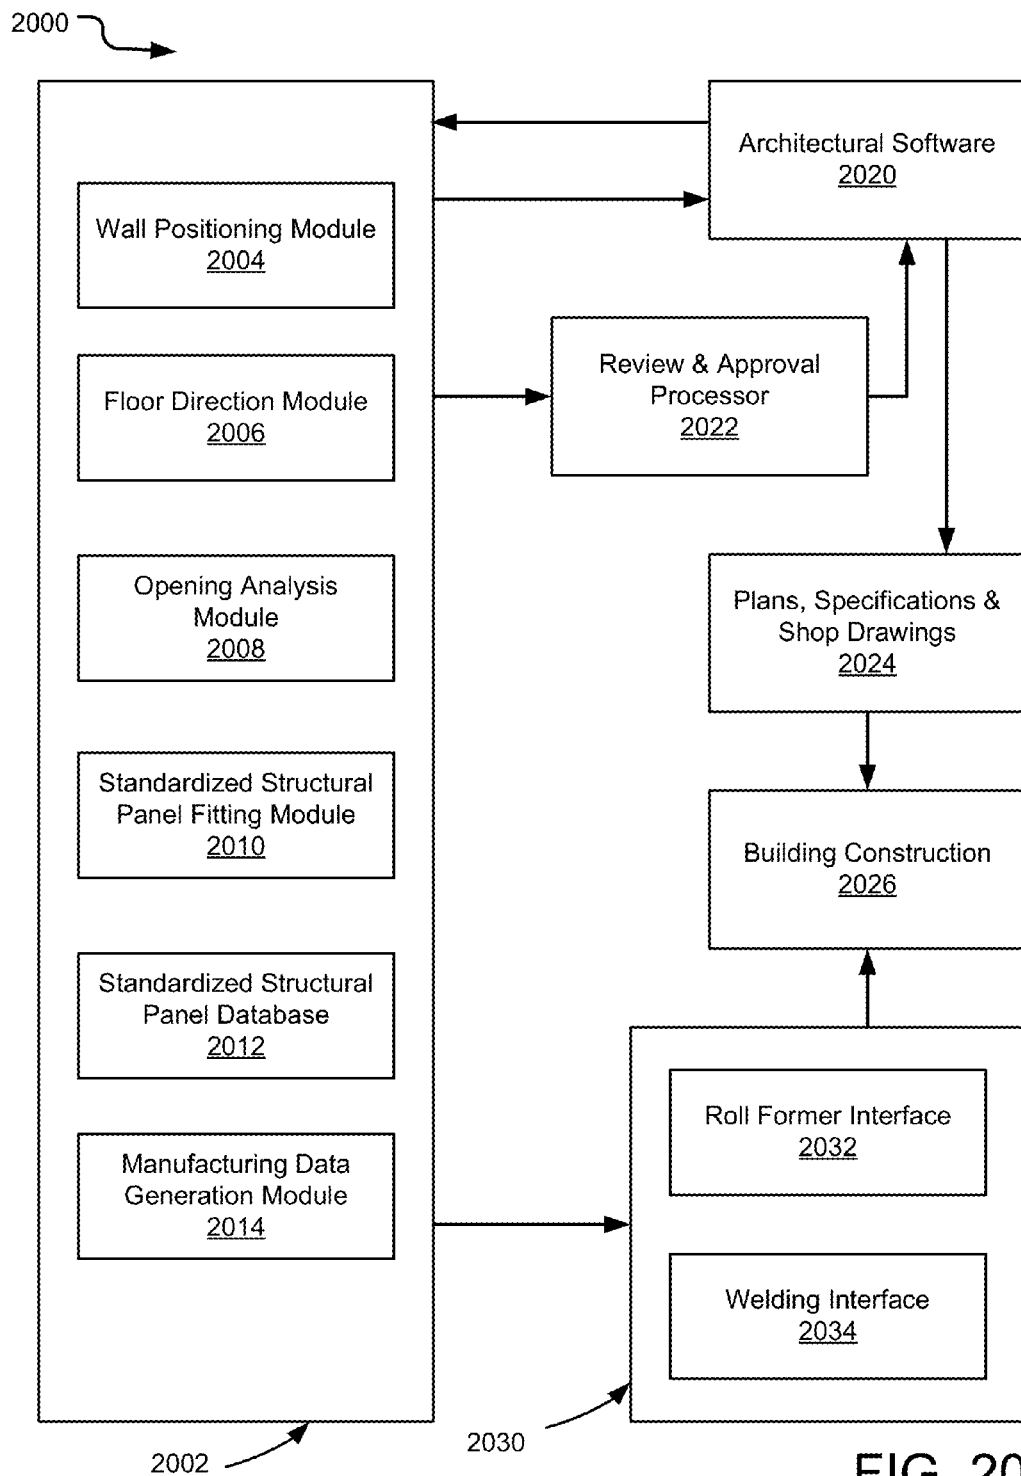 2000
Wall Positioning Module
2004
Floor Direction Module
2006
Opening Analysis
Module
2008
Standardized Structural
Panel Fitting Module
2010
Standardized Structural
Panel Database
2012
Manufacturing Data
Generation Module
2014
2002
Architectural Software
2020
Review & Approval
Processor
2022
Plans, Specifications &
Shop Drawings
2024
Building Construction
2026
Roll Former Interface
2032
Welding Interface
2034
2030
FIG. 20